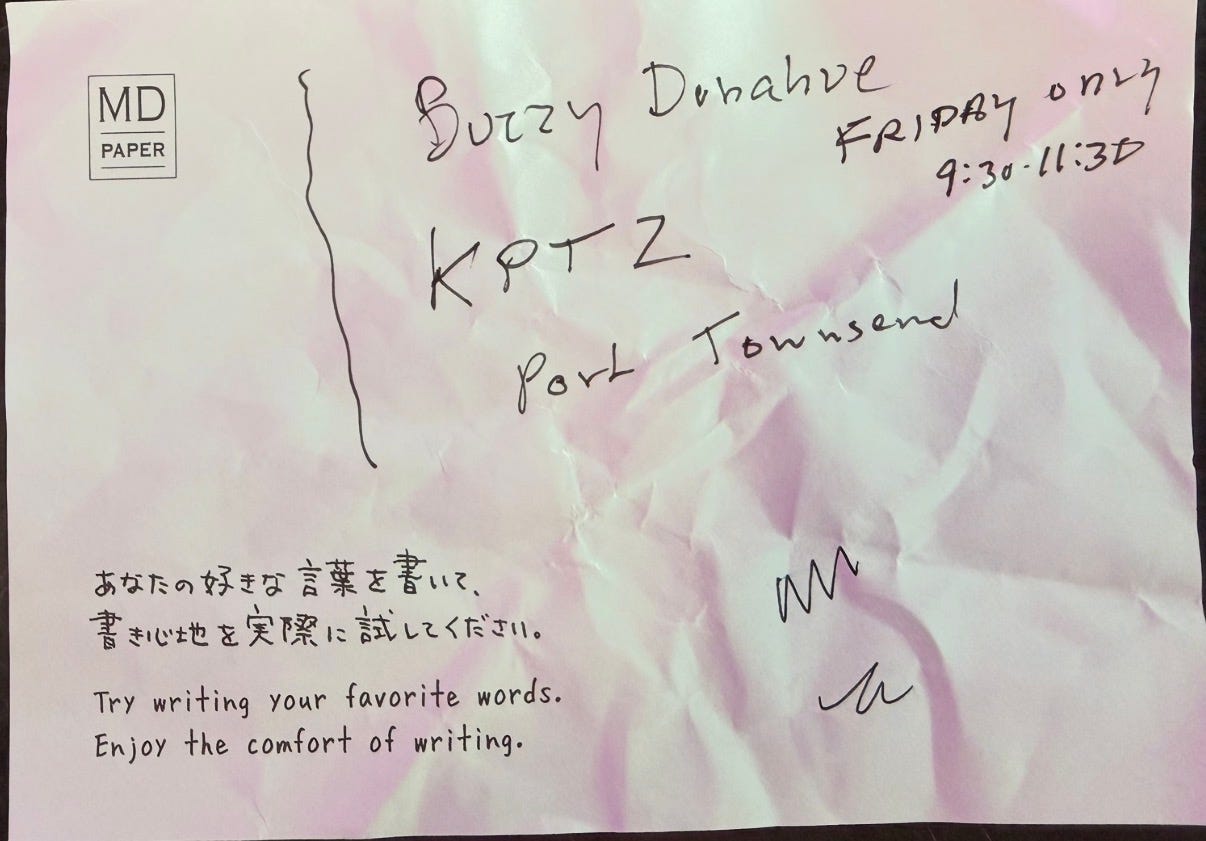 MD
PAPER
Buzzy Donahue
FRIDAY only
9:30-11:30
KPTZ
Port Townsend
あなたの好きな言葉を書いて、
書き心地を実際に試してください。
Try writing your favorite words.
Enjoy the comfort of writing.